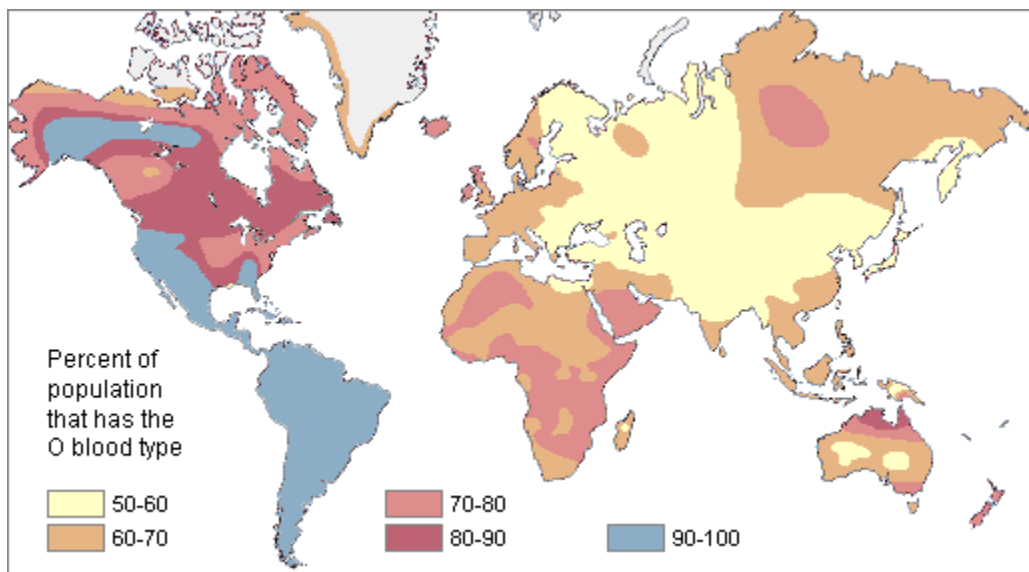 Percent of
population
that has the
O blood type
50-60
60-70
70-80
80-90
90-100